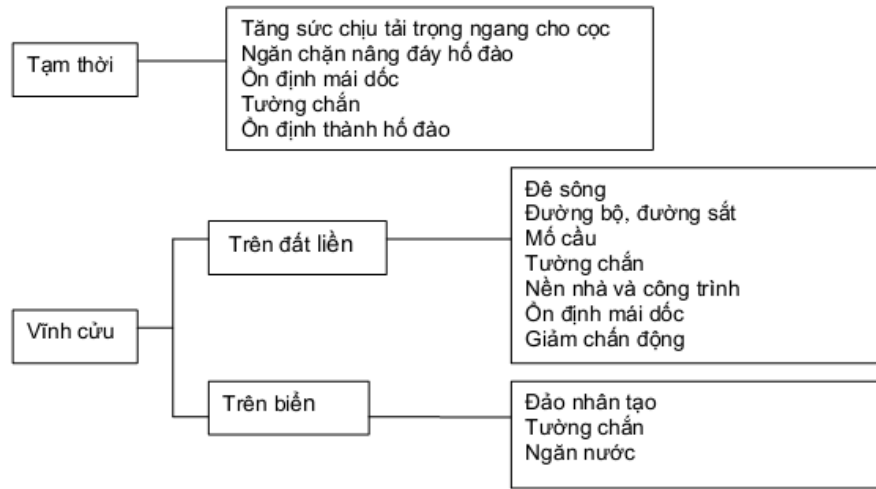 Tạm thời
Tăng sức chịu tải trọng ngang cho cọc
Ngăn chặn nâng đáy hố đào
Ổn định mái dốc
Tường chắn
Ổn định thành hố đào
Vĩnh cửu
Trên đất liền
Đê sông
Đường bộ, đường sắt
Mố cầu
Tường chắn
Nền nhà và công trình
Ổn định mái dốc
Giảm chấn động
Trên biển
Đảo nhân tạo
Tường chắn
Ngăn nước